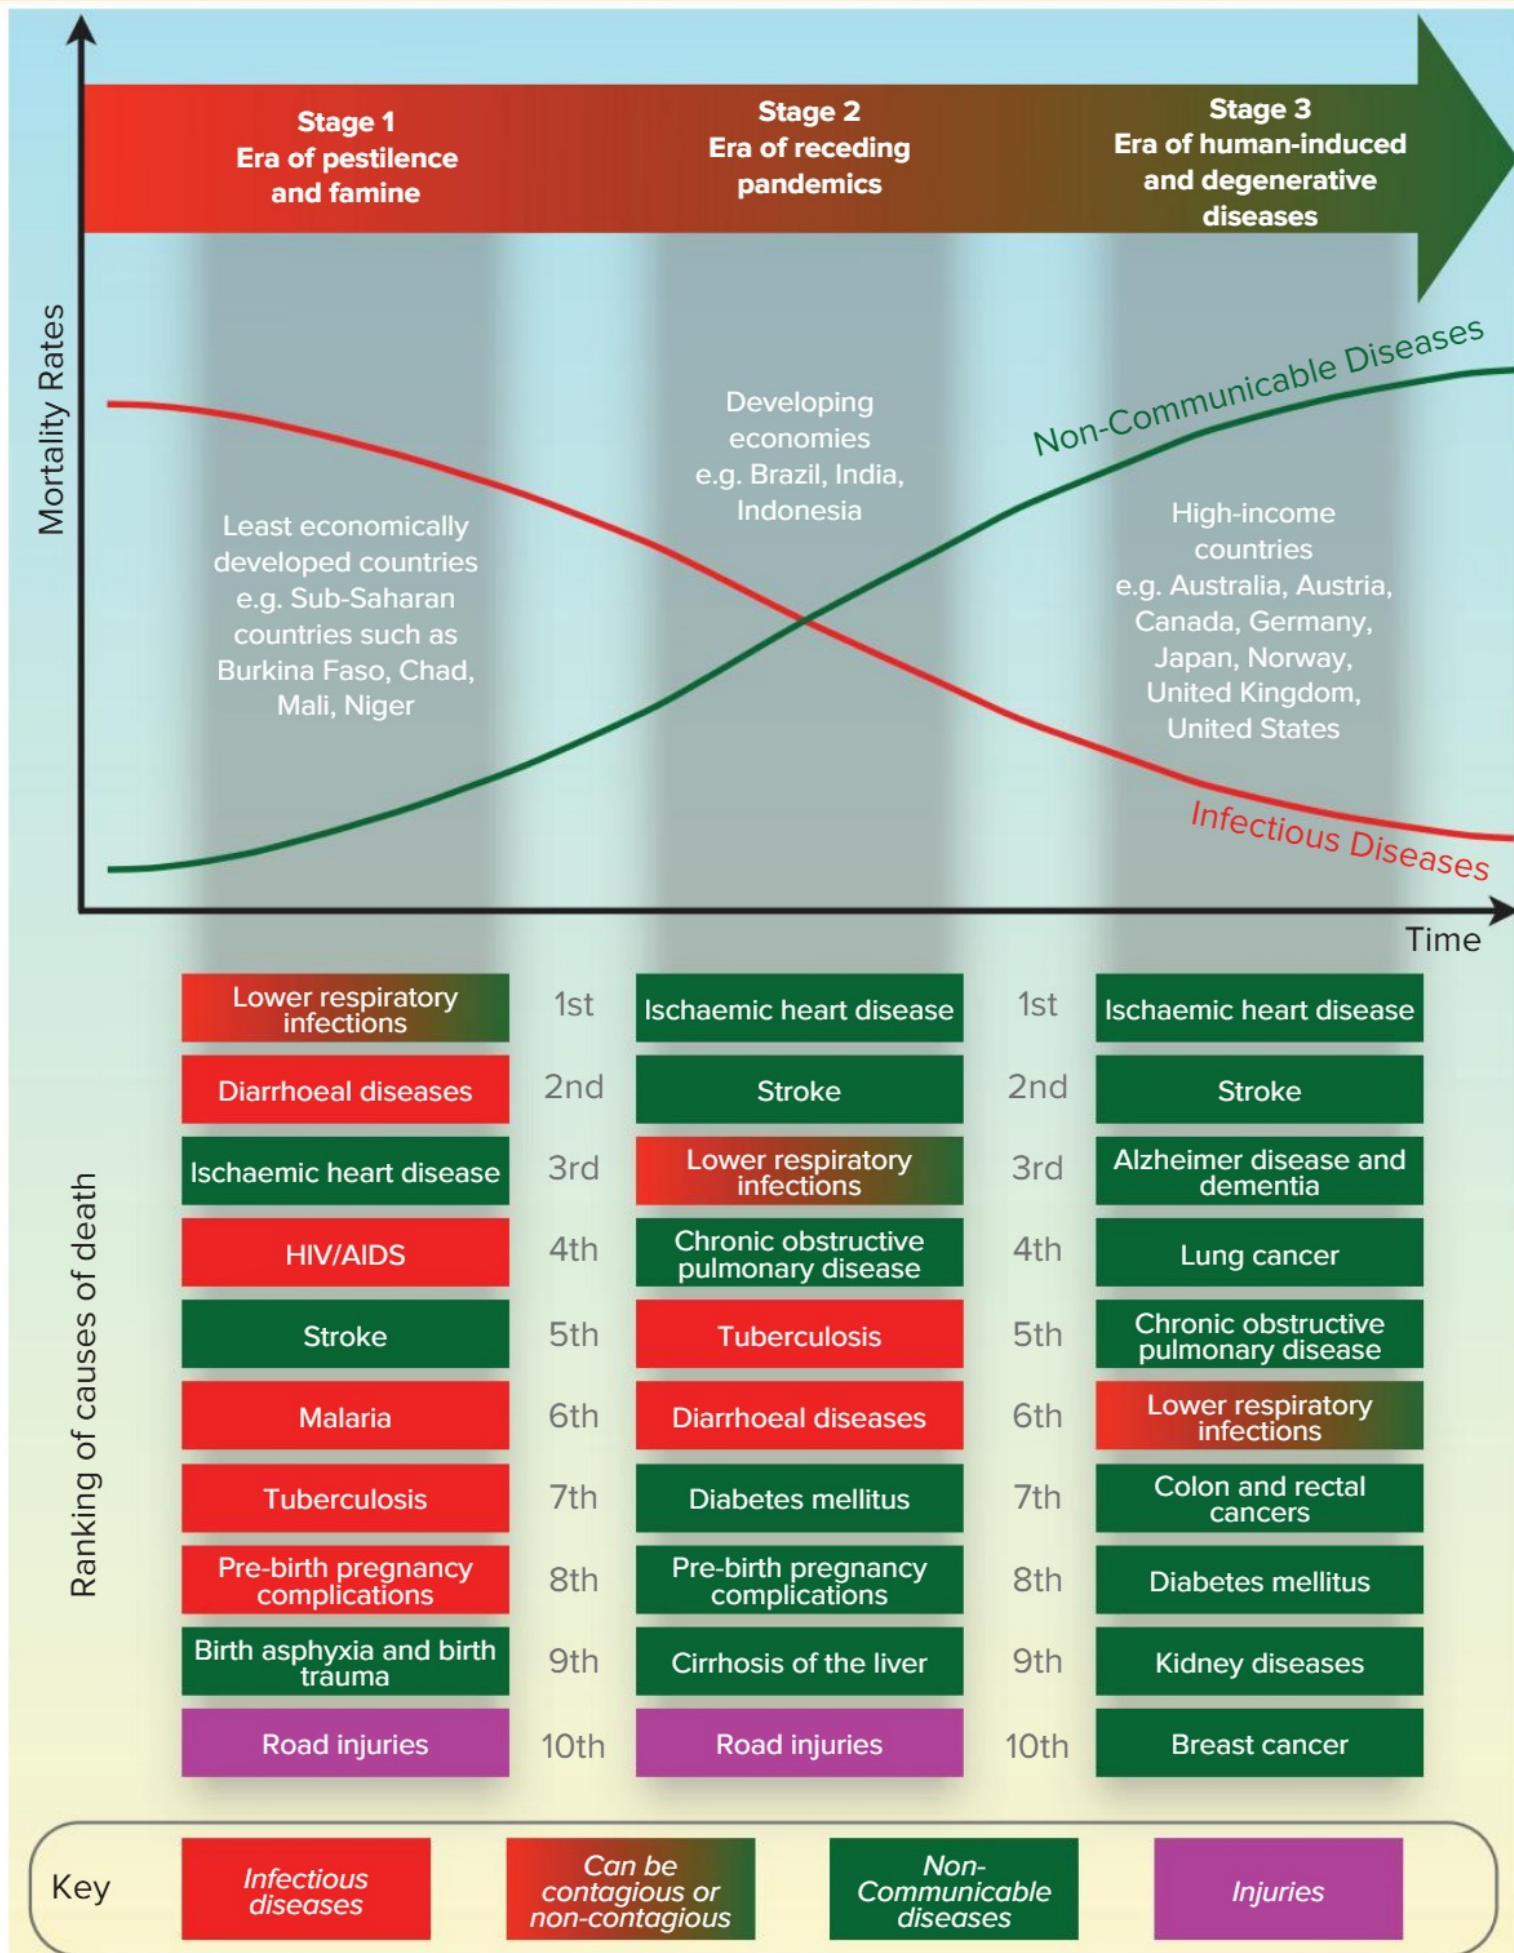 Stage 1
Era of pestilence
and famine
Stage 2
Era of receding
pandemics
Stage 3
Era of human-induced
and degenerative
diseases
Mortality Rates
Least economically
developed countries
e.g. Sub-Saharan
countries such as
Burkina Faso, Chad,
Mali, Niger
Developing
economies
e.g. Brazil, India,
Indonesia
Non-Communicable Diseases
High-income
countries
e.g. Australia, Austria,
Canada, Germany,
Japan, Norway,
United Kingdom,
United States
Infectious Diseases
Time
Ranking of causes of death
Lower respiratory
infections
1st
Ischaemic heart disease
1st
Ischaemic heart disease
Diarrhoeal diseases
2nd
Stroke
2nd
Stroke
Ischaemic heart disease
3rd
Lower respiratory
infections
3rd
Alzheimer disease and
dementia
HIV/AIDS
4th
Chronic obstructive
pulmonary disease
4th
Lung cancer
Stroke
5th
Tuberculosis
5th
Chronic obstructive
pulmonary disease
Malaria
6th
Diarrhoeal diseases
6th
Lower respiratory
infections
Tuberculosis
7th
Diabetes mellitus
7th
Colon and rectal
cancers
Pre-birth pregnancy
complications
8th
Pre-birth pregnancy
complications
8th
Diabetes mellitus
Birth asphyxia and birth
trauma
9th
Cirrhosis of the liver
9th
Kidney diseases
Road injuries
10th
Road injuries
10th
Breast cancer
Key
Infectious
diseases
Can be
contagious or
non-contagious
Non-
Communicable
diseases
Injuries